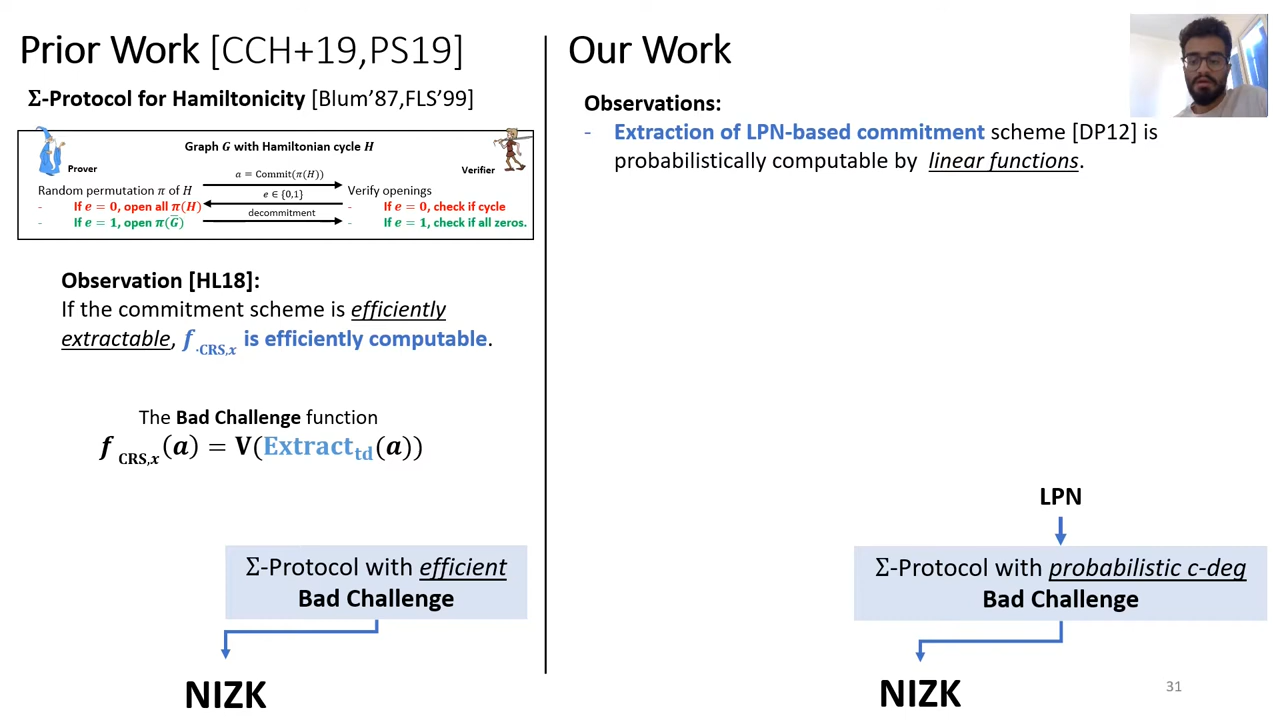 Prior Work [CCH+19,PS19]
Σ-Protocol for Hamiltonicity [Blum’87,FLS’99]
Graph G with Hamiltonian cycle H
Prover
Verifier
Random permutation π of H
a = Commit(π(H))
Verify openings
e ∈ {0,1}
- If e = 0, open all π(H)
- If e = 0, check if cycle
decommitment
- If e = 1, open π(G̅)
- If e = 1, check if all zeros.
Observation [HL18]:
If the commitment scheme is efficiently
extractable, f.CRS,x is efficiently computable.
The Bad Challenge function
f CRS,x(a) = V(Extract_td(a))
Σ-Protocol with efficient
Bad Challenge
NIZK
Our Work
Observations:
- Extraction of LPN-based commitment scheme [DP12] is
probabilistically computable by linear functions.
LPN
Σ-Protocol with probabilistic c-deg
Bad Challenge
NIZK
31